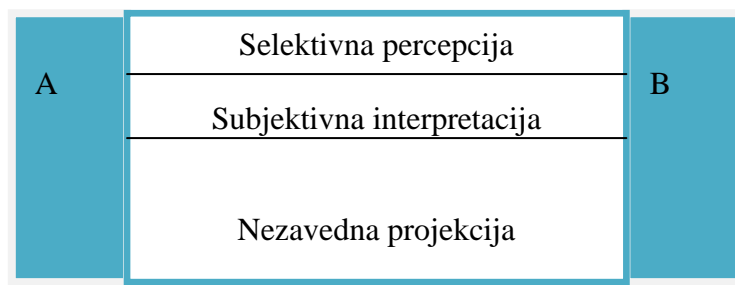 Selektivna percepcija
A
B
Subjektivna interpretacija
Nezavedna projekcija